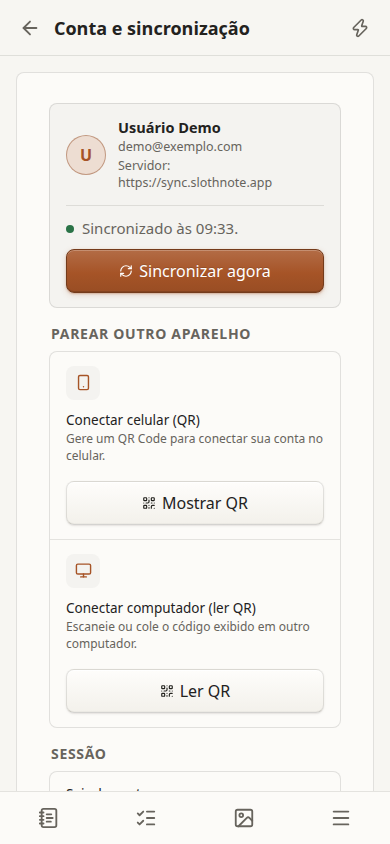 Conta e sincronização
U
Usuário Demo
demo@exemplo.com
Servidor:
https://sync.slothnote.app
Sincronizado às 09:33.
Sincronizar agora
PAREAR OUTRO APARELHO
Conectar celular (QR)
Gere um QR Code para conectar sua conta no
celular.
Mostrar QR
Conectar computador (ler QR)
Escaneie ou cole o código exibido em outro
computador.
Ler QR
SESSÃO